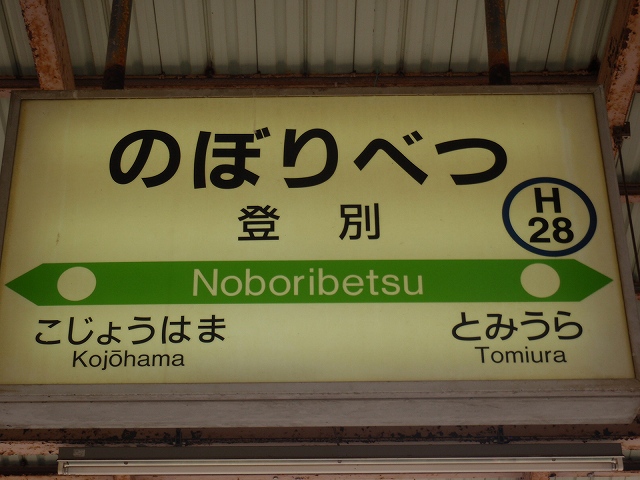 のぼりべつ
登別
H
28
Noboribetsu
こじょうはま
Kojōhama
とみうら
Tomiura